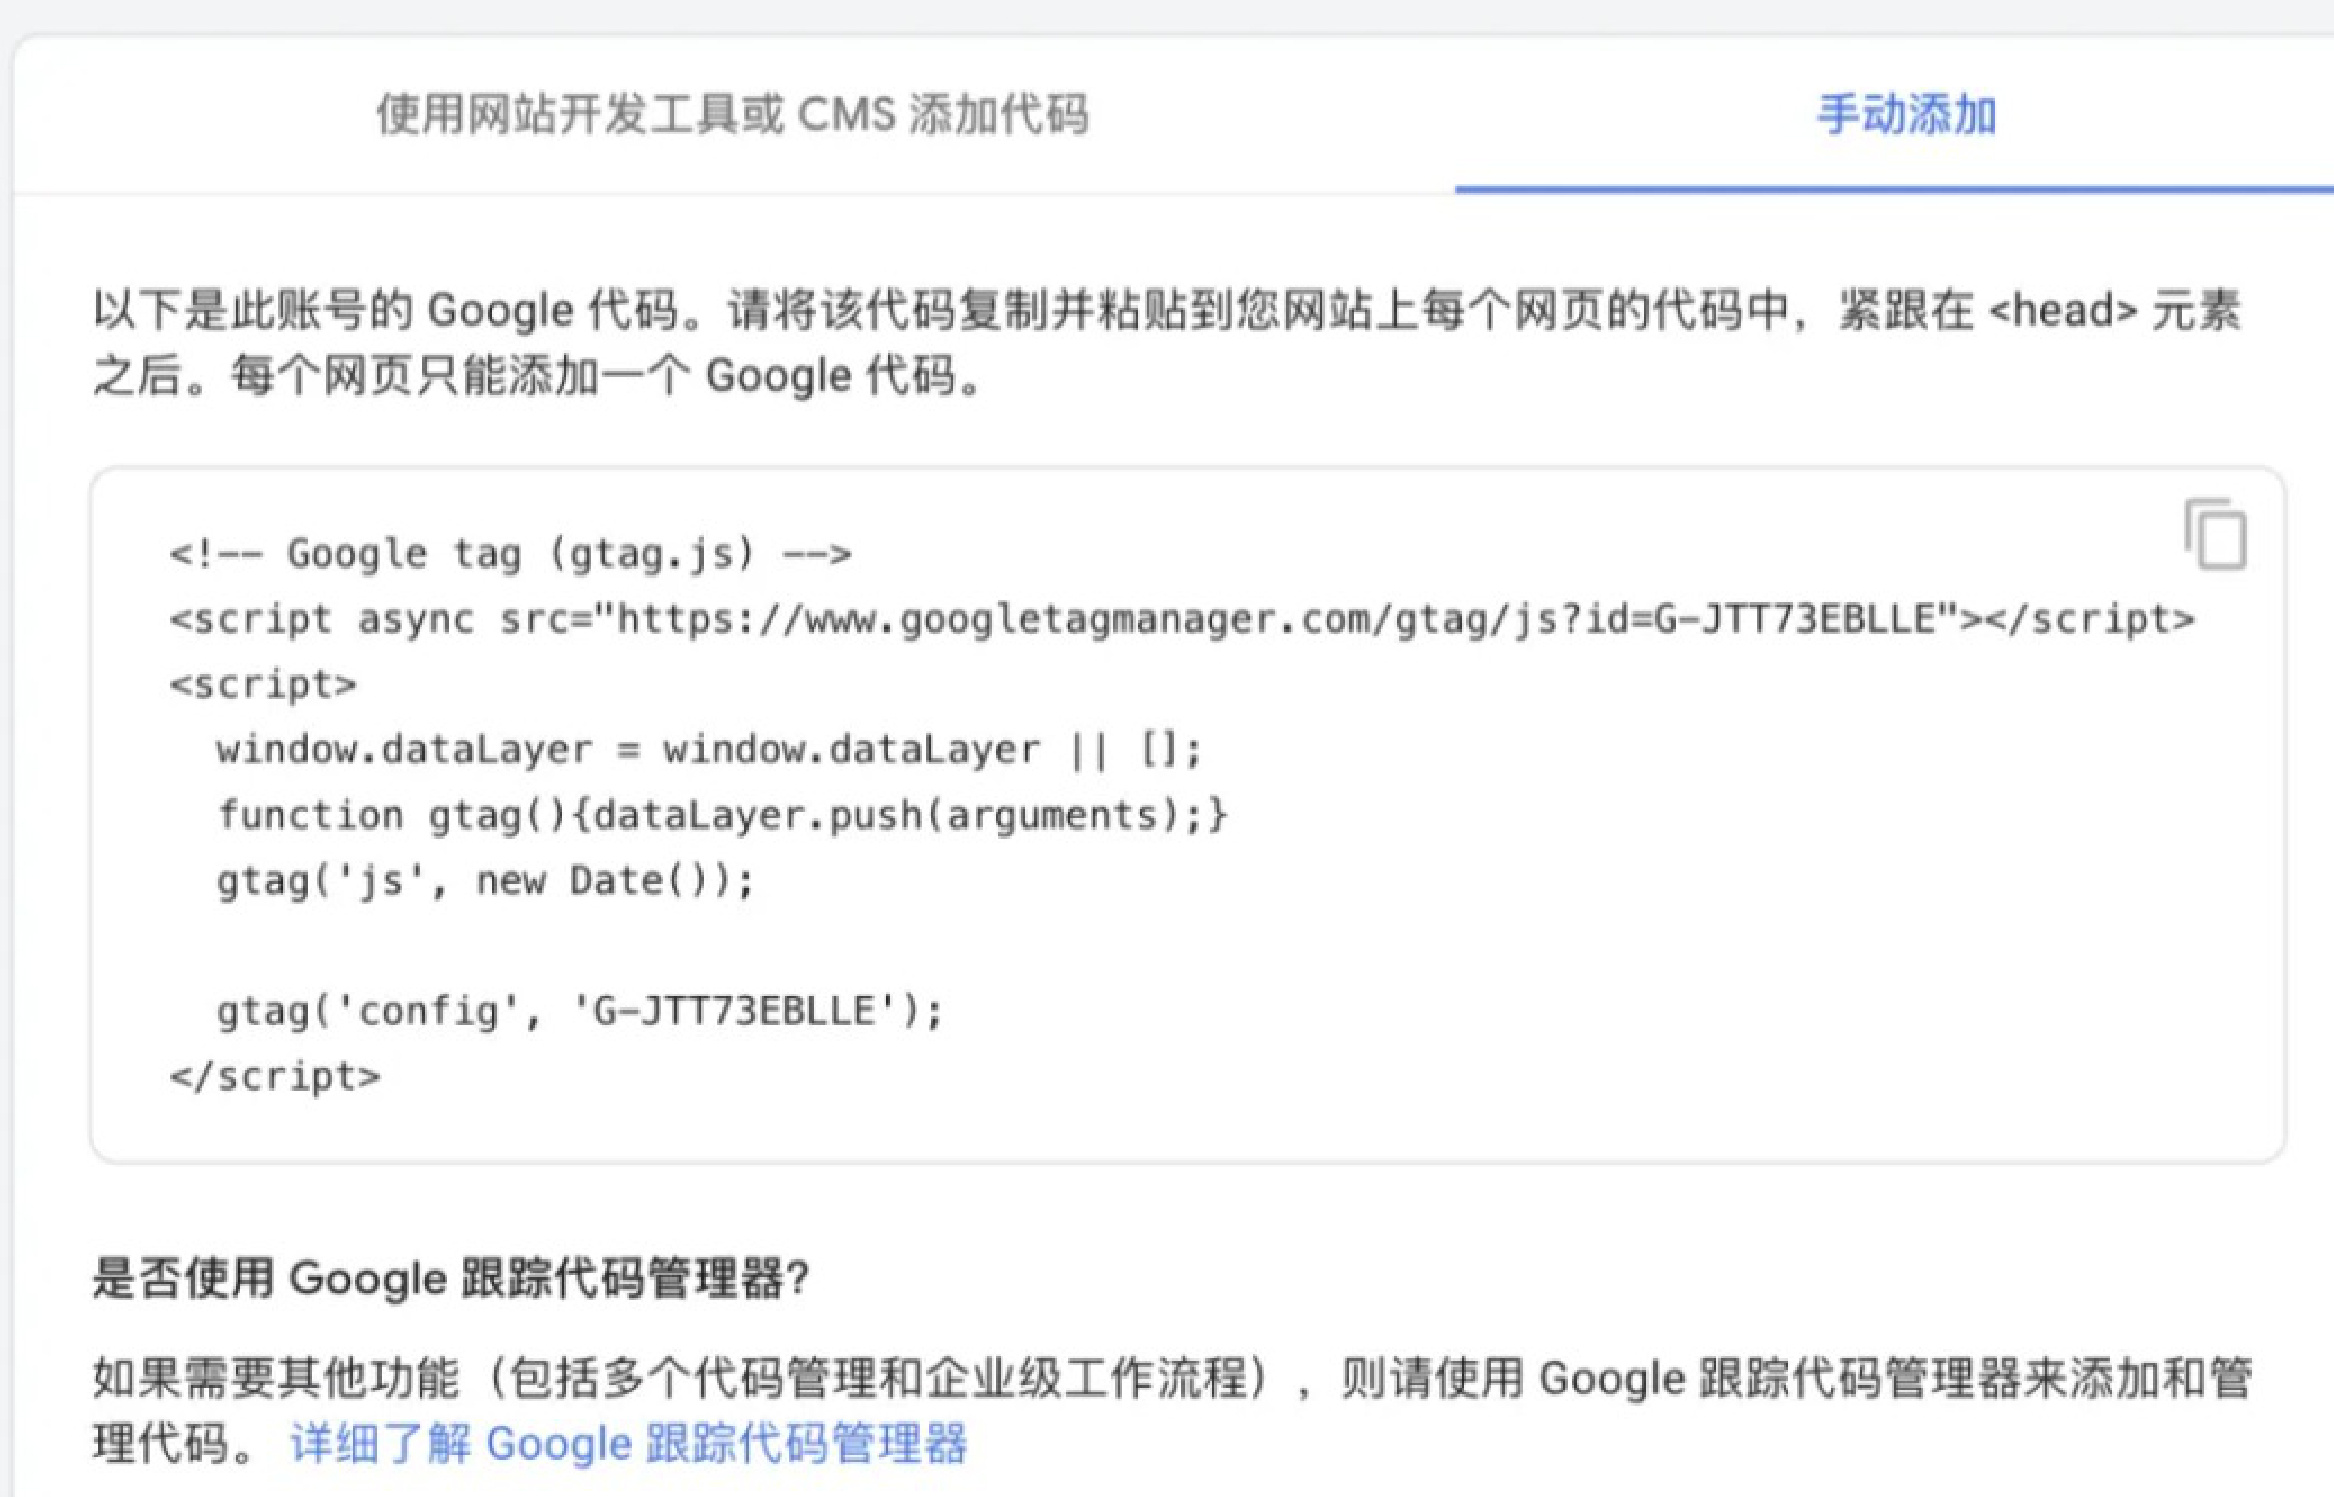 使用网站开发工具或 CMS 添加代码
手动添加
以下是此账号的 Google 代码。请将该代码复制并粘贴到您网站上每个网页的代码中，紧跟在 <head> 元素
之后。每个网页只能添加一个 Google 代码。
<!-- Google tag (gtag.js) -->
<script async src="https://www.googletagmanager.com/gtag/js?id=G-JTT73EBLLE"></script>
<script>
  window.dataLayer = window.dataLayer || [];
  function gtag(){dataLayer.push(arguments);}
  gtag('js', new Date());
  gtag('config', 'G-JTT73EBLLE');
</script>
是否使用 Google 跟踪代码管理器?
如果需要其他功能（包括多个代码管理和企业级工作流程），则请使用 Google 跟踪代码管理器来添加和管
理代码。 详细了解 Google 跟踪代码管理器